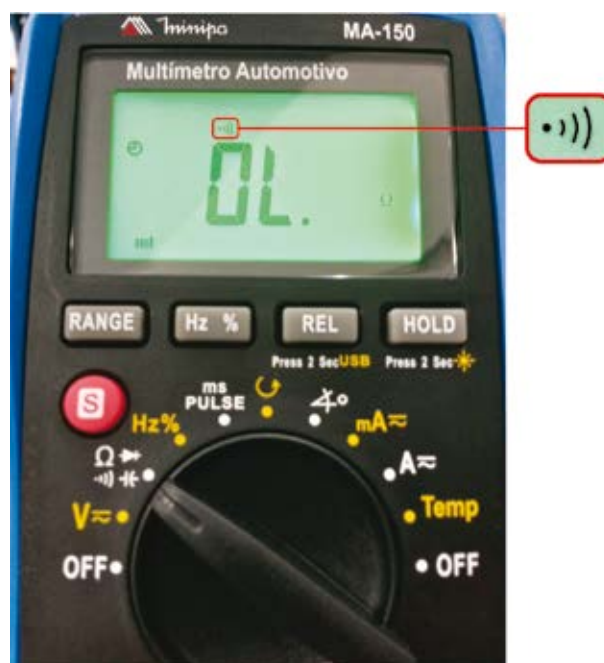 minipa MA-150
Multímetro Automotivo
0L.
Ω
RANGE Hz % REL HOLD
Press 2 Sec USB Press 2 Sec
S
Hz% ms PULSE mA
Ω A
V Temp
OFF OFF